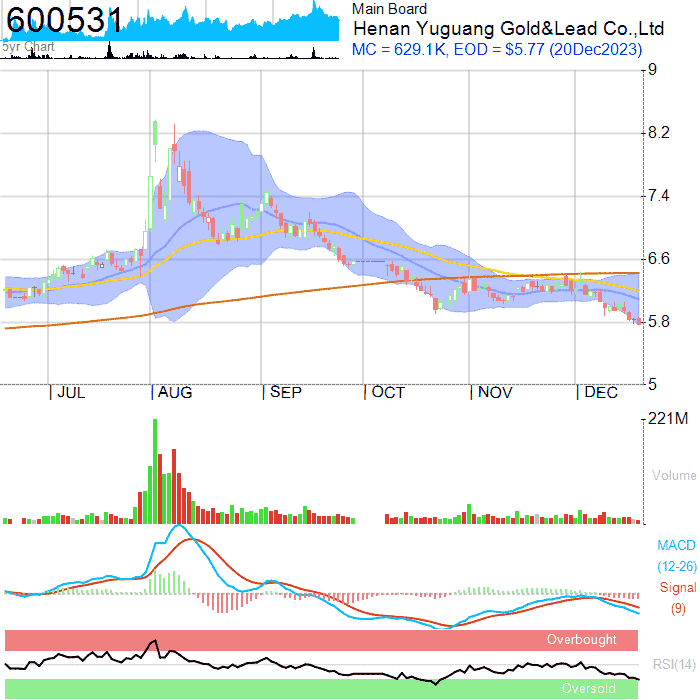 600531
5yr Chart
Main Board
Henan Yuguang Gold&Lead Co.,Ltd
MC = 629.1K, EOD = $5.77 (20Dec2023)
9
8.2
7.4
6.6
5.8
5
JUL AUG SEP OCT NOV DEC
221M
Volume
MACD
(12-26)
Signal
(9)
Overbought
RSI(14)
Oversold